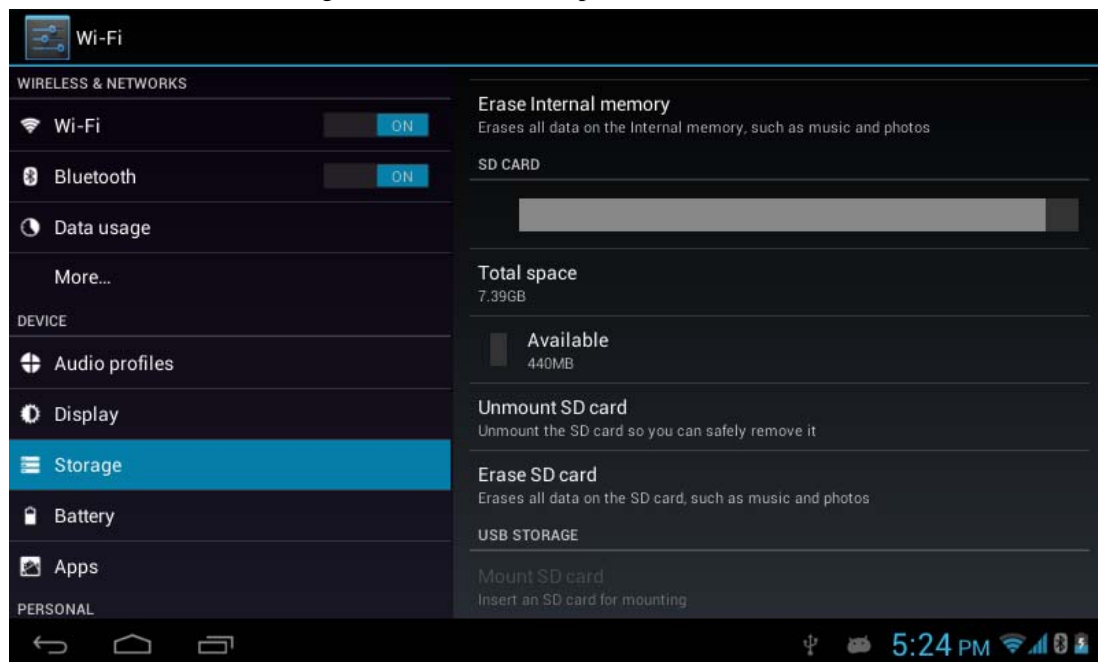 Wi-Fi
WIRELESS & NETWORKS
Wi-Fi ON
Bluetooth ON
Data usage
More...
DEVICE
Audio profiles
Display
Storage
Battery
Apps
PERSONAL
Erase Internal memory
Erases all data on the Internal memory, such as music and photos
SD CARD
Total space
7.39GB
Available
440MB
Unmount SD card
Unmount the SD card so you can safely remove it
Erase SD card
Erases all data on the SD card, such as music and photos
USB STORAGE
Mount SD card
Insert an SD card for mounting
5:24 PM